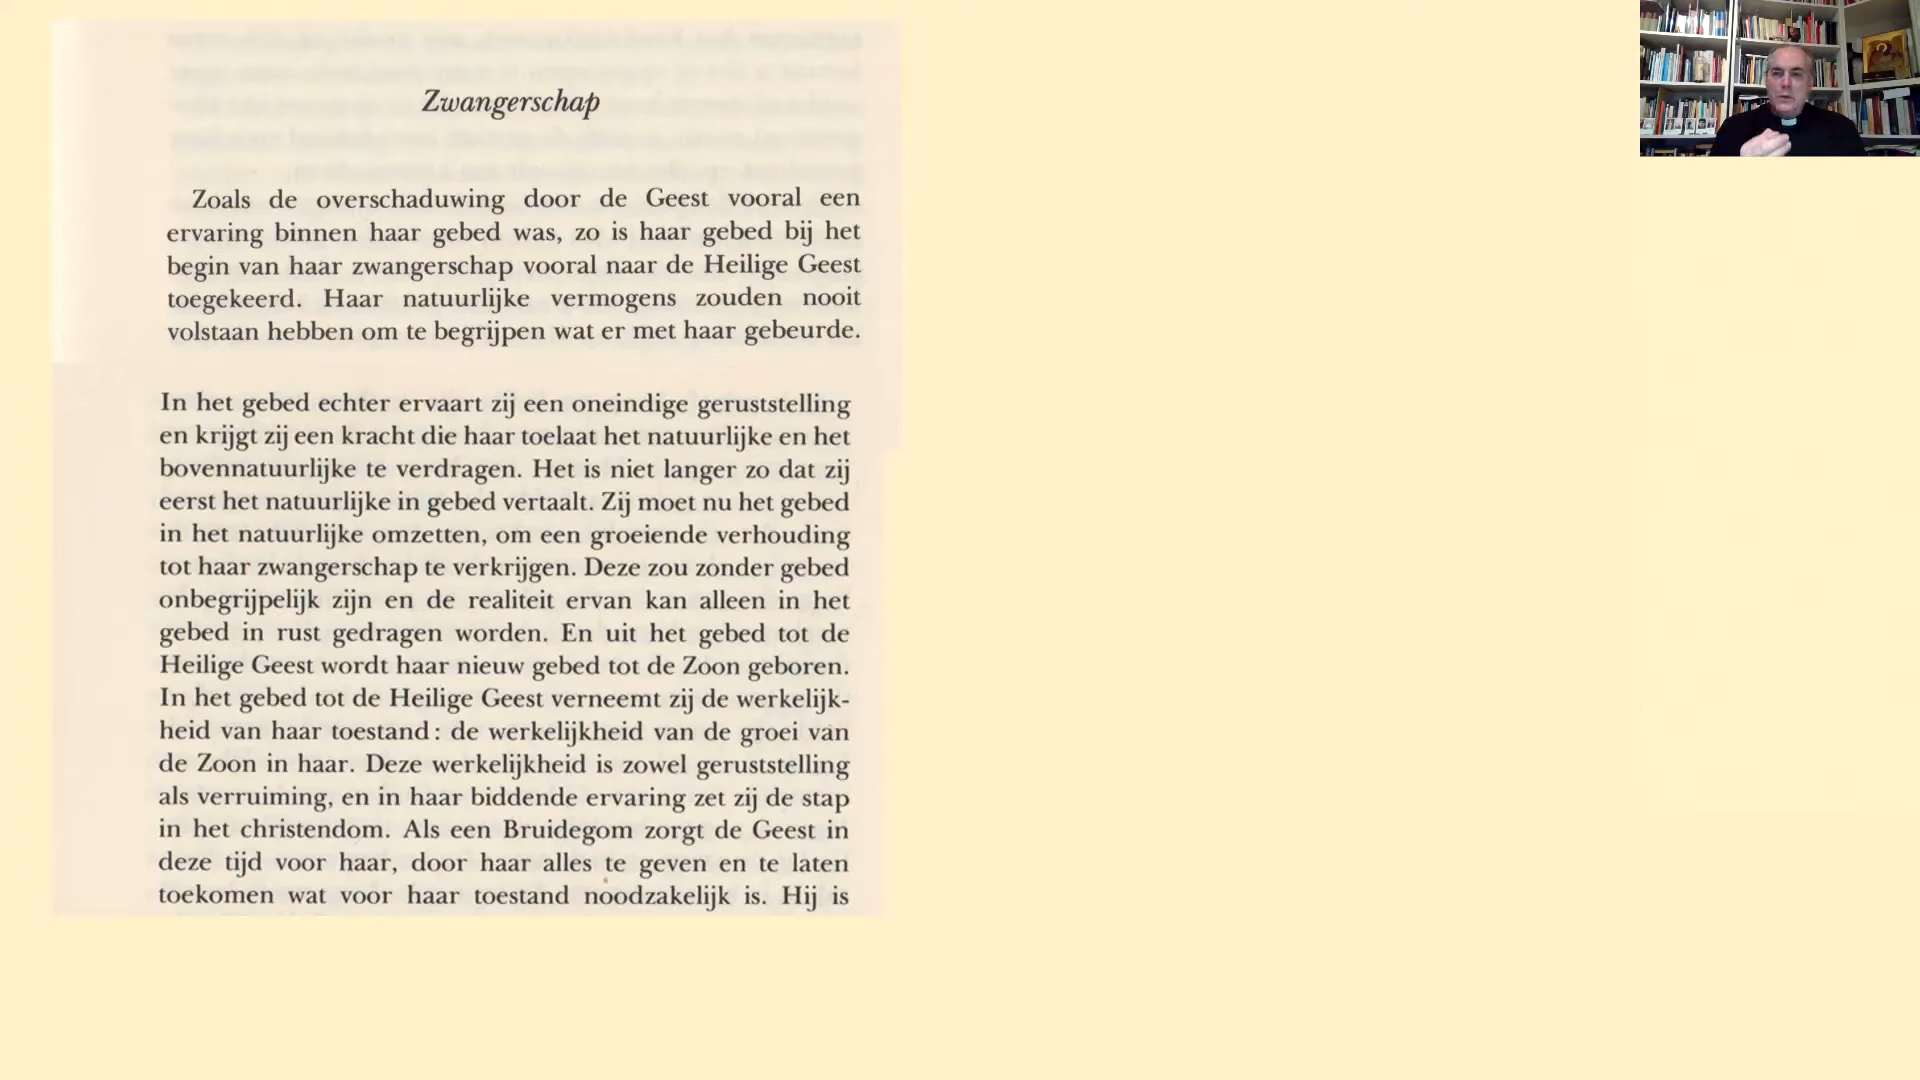 Zwangerschap
Zoals de overschaduwing door de Geest vooral een
ervaring binnen haar gebed was, zo is haar gebed bij het
begin van haar zwangerschap vooral naar de Heilige Geest
toegekeerd. Haar natuurlijke vermogens zouden nooit
volstaan hebben om te begrijpen wat er met haar gebeurde.
In het gebed echter ervaart zij een oneindige geruststelling
en krijgt zij een kracht die haar toelaat het natuurlijke en het
bovennatuurlijke te verdragen. Het is niet langer zo dat zij
eerst het natuurlijke in gebed vertaalt. Zij moet nu het gebed
in het natuurlijke omzetten, om een groeiende verhouding
tot haar zwangerschap te verkrijgen. Deze zou zonder gebed
onbegrijpelijk zijn en de realiteit ervan kan alleen in het
gebed in rust gedragen worden. En uit het gebed tot de
Heilige Geest wordt haar nieuw gebed tot de Zoon geboren.
In het gebed tot de Heilige Geest verneemt zij de werkelijk-
heid van haar toestand: de werkelijkheid van de groei van
de Zoon in haar. Deze werkelijkheid is zowel geruststelling
als verruiming, en in haar biddende ervaring zet zij de stap
in het christendom. Als een Bruidegom zorgt de Geest in
deze tijd voor haar, door haar alles te geven en te laten
toekomen wat voor haar toestand noodzakelijk is. Hij is